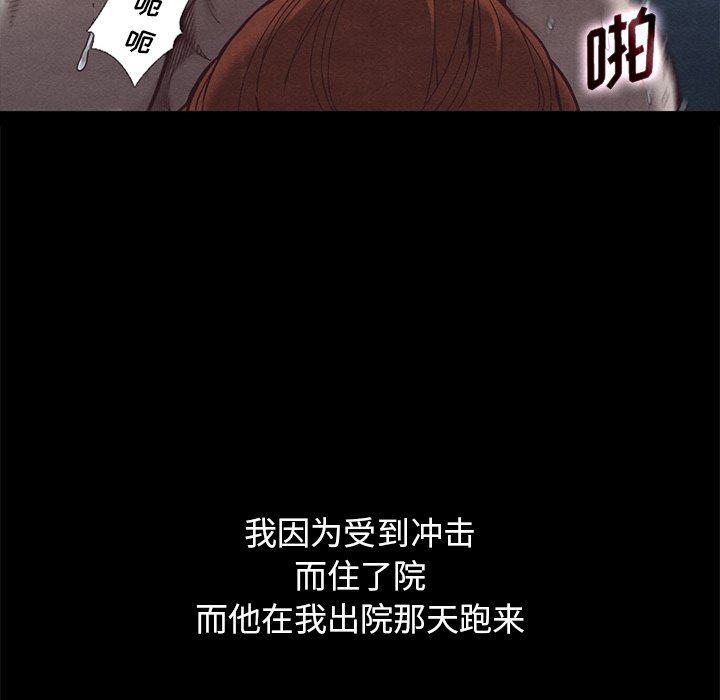 呃
呃
啪
我因为受到冲击
而住了院
而他在我出院那天跑来